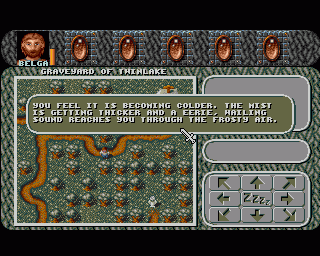 BELGA
GRAVEYARD OF TWINLAKE
YOU FEEL IT IS BECOMING COLDER. THE MIST
IS GETTING THICKER AND A EERIE, WAILING
SOUND REACHES YOU THROUGH THE FROSTY AIR.
ZZZZ